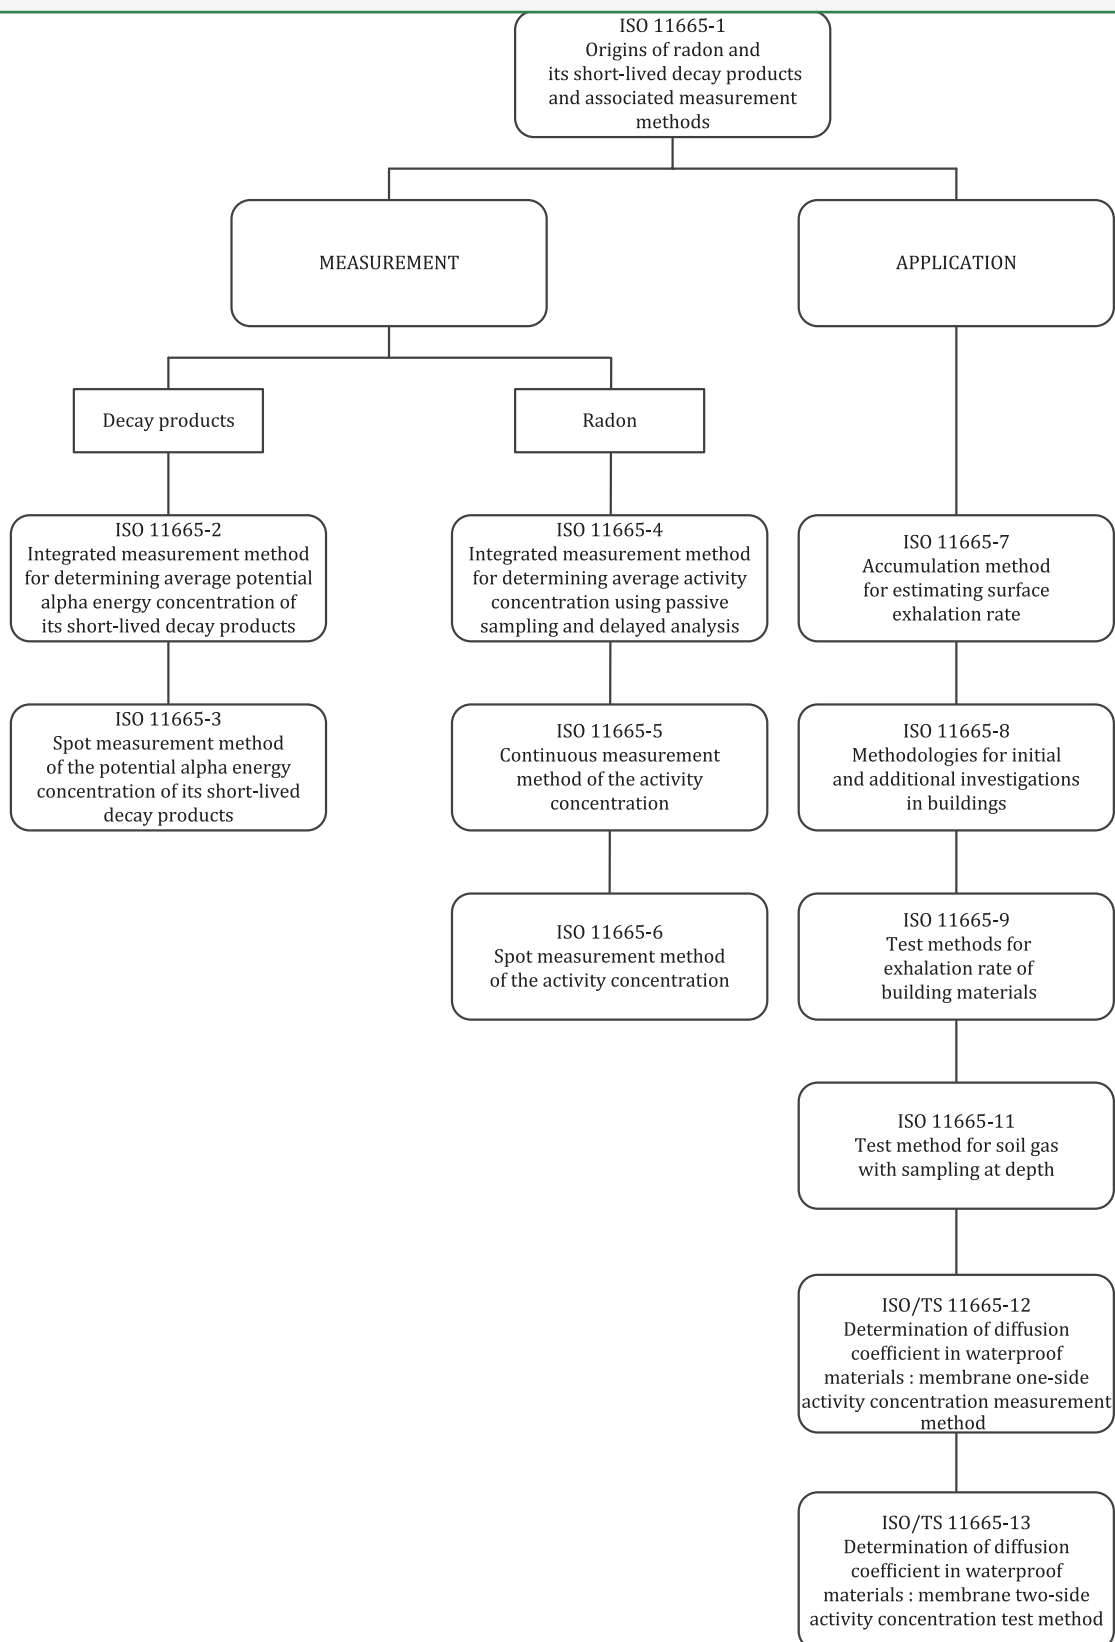 ISO 11665-1
Origins of radon and
its short-lived decay products
and associated measurement
methods
MEASUREMENT
APPLICATION
Decay products
Radon
ISO 11665-2
Integrated measurement method
for determining average potential
alpha energy concentration of
its short-lived decay products
ISO 11665-4
Integrated measurement method
for determining average activity
concentration using passive
sampling and delayed analysis
ISO 11665-7
Accumulation method
for estimating surface
exhalation rate
ISO 11665-3
Spot measurement method
of the potential alpha energy
concentration of its short-lived
decay products
ISO 11665-5
Continuous measurement
method of the activity
concentration
ISO 11665-8
Methodologies for initial
and additional investigations
in buildings
ISO 11665-6
Spot measurement method
of the activity concentration
ISO 11665-9
Test methods for
exhalation rate of
building materials
ISO 11665-11
Test method for soil gas
with sampling at depth
ISO/TS 11665-12
Determination of diffusion
coefficient in waterproof
materials : membrane one-side
activity concentration measurement
method
ISO/TS 11665-13
Determination of diffusion
coefficient in waterproof
materials : membrane two-side
activity concentration test method